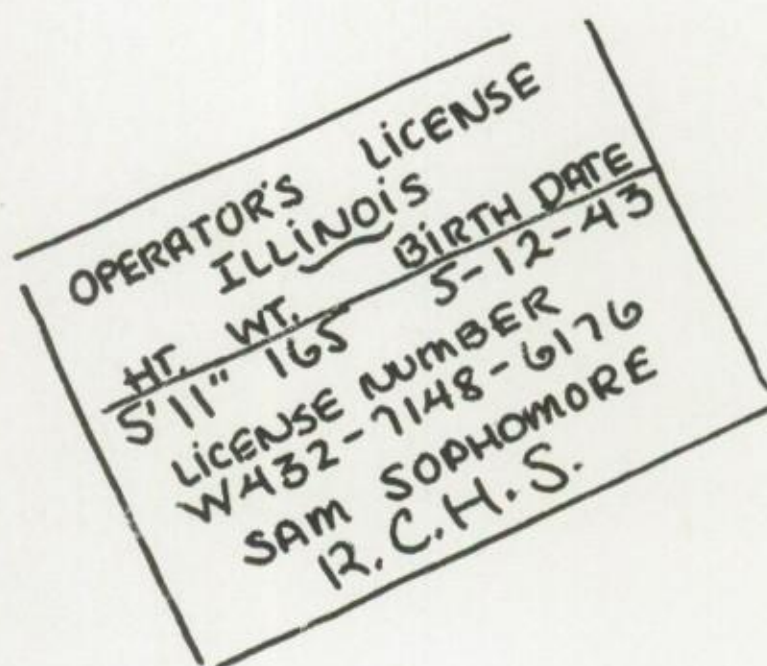 OPERATOR'S LICENSE
ILLINOIS
HT. WT. BIRTH DATE
5'11" 165 5-12-43
LICENSE NUMBER
W432-7148-6176
SAM SOPHOMORE
R.C.H.S.